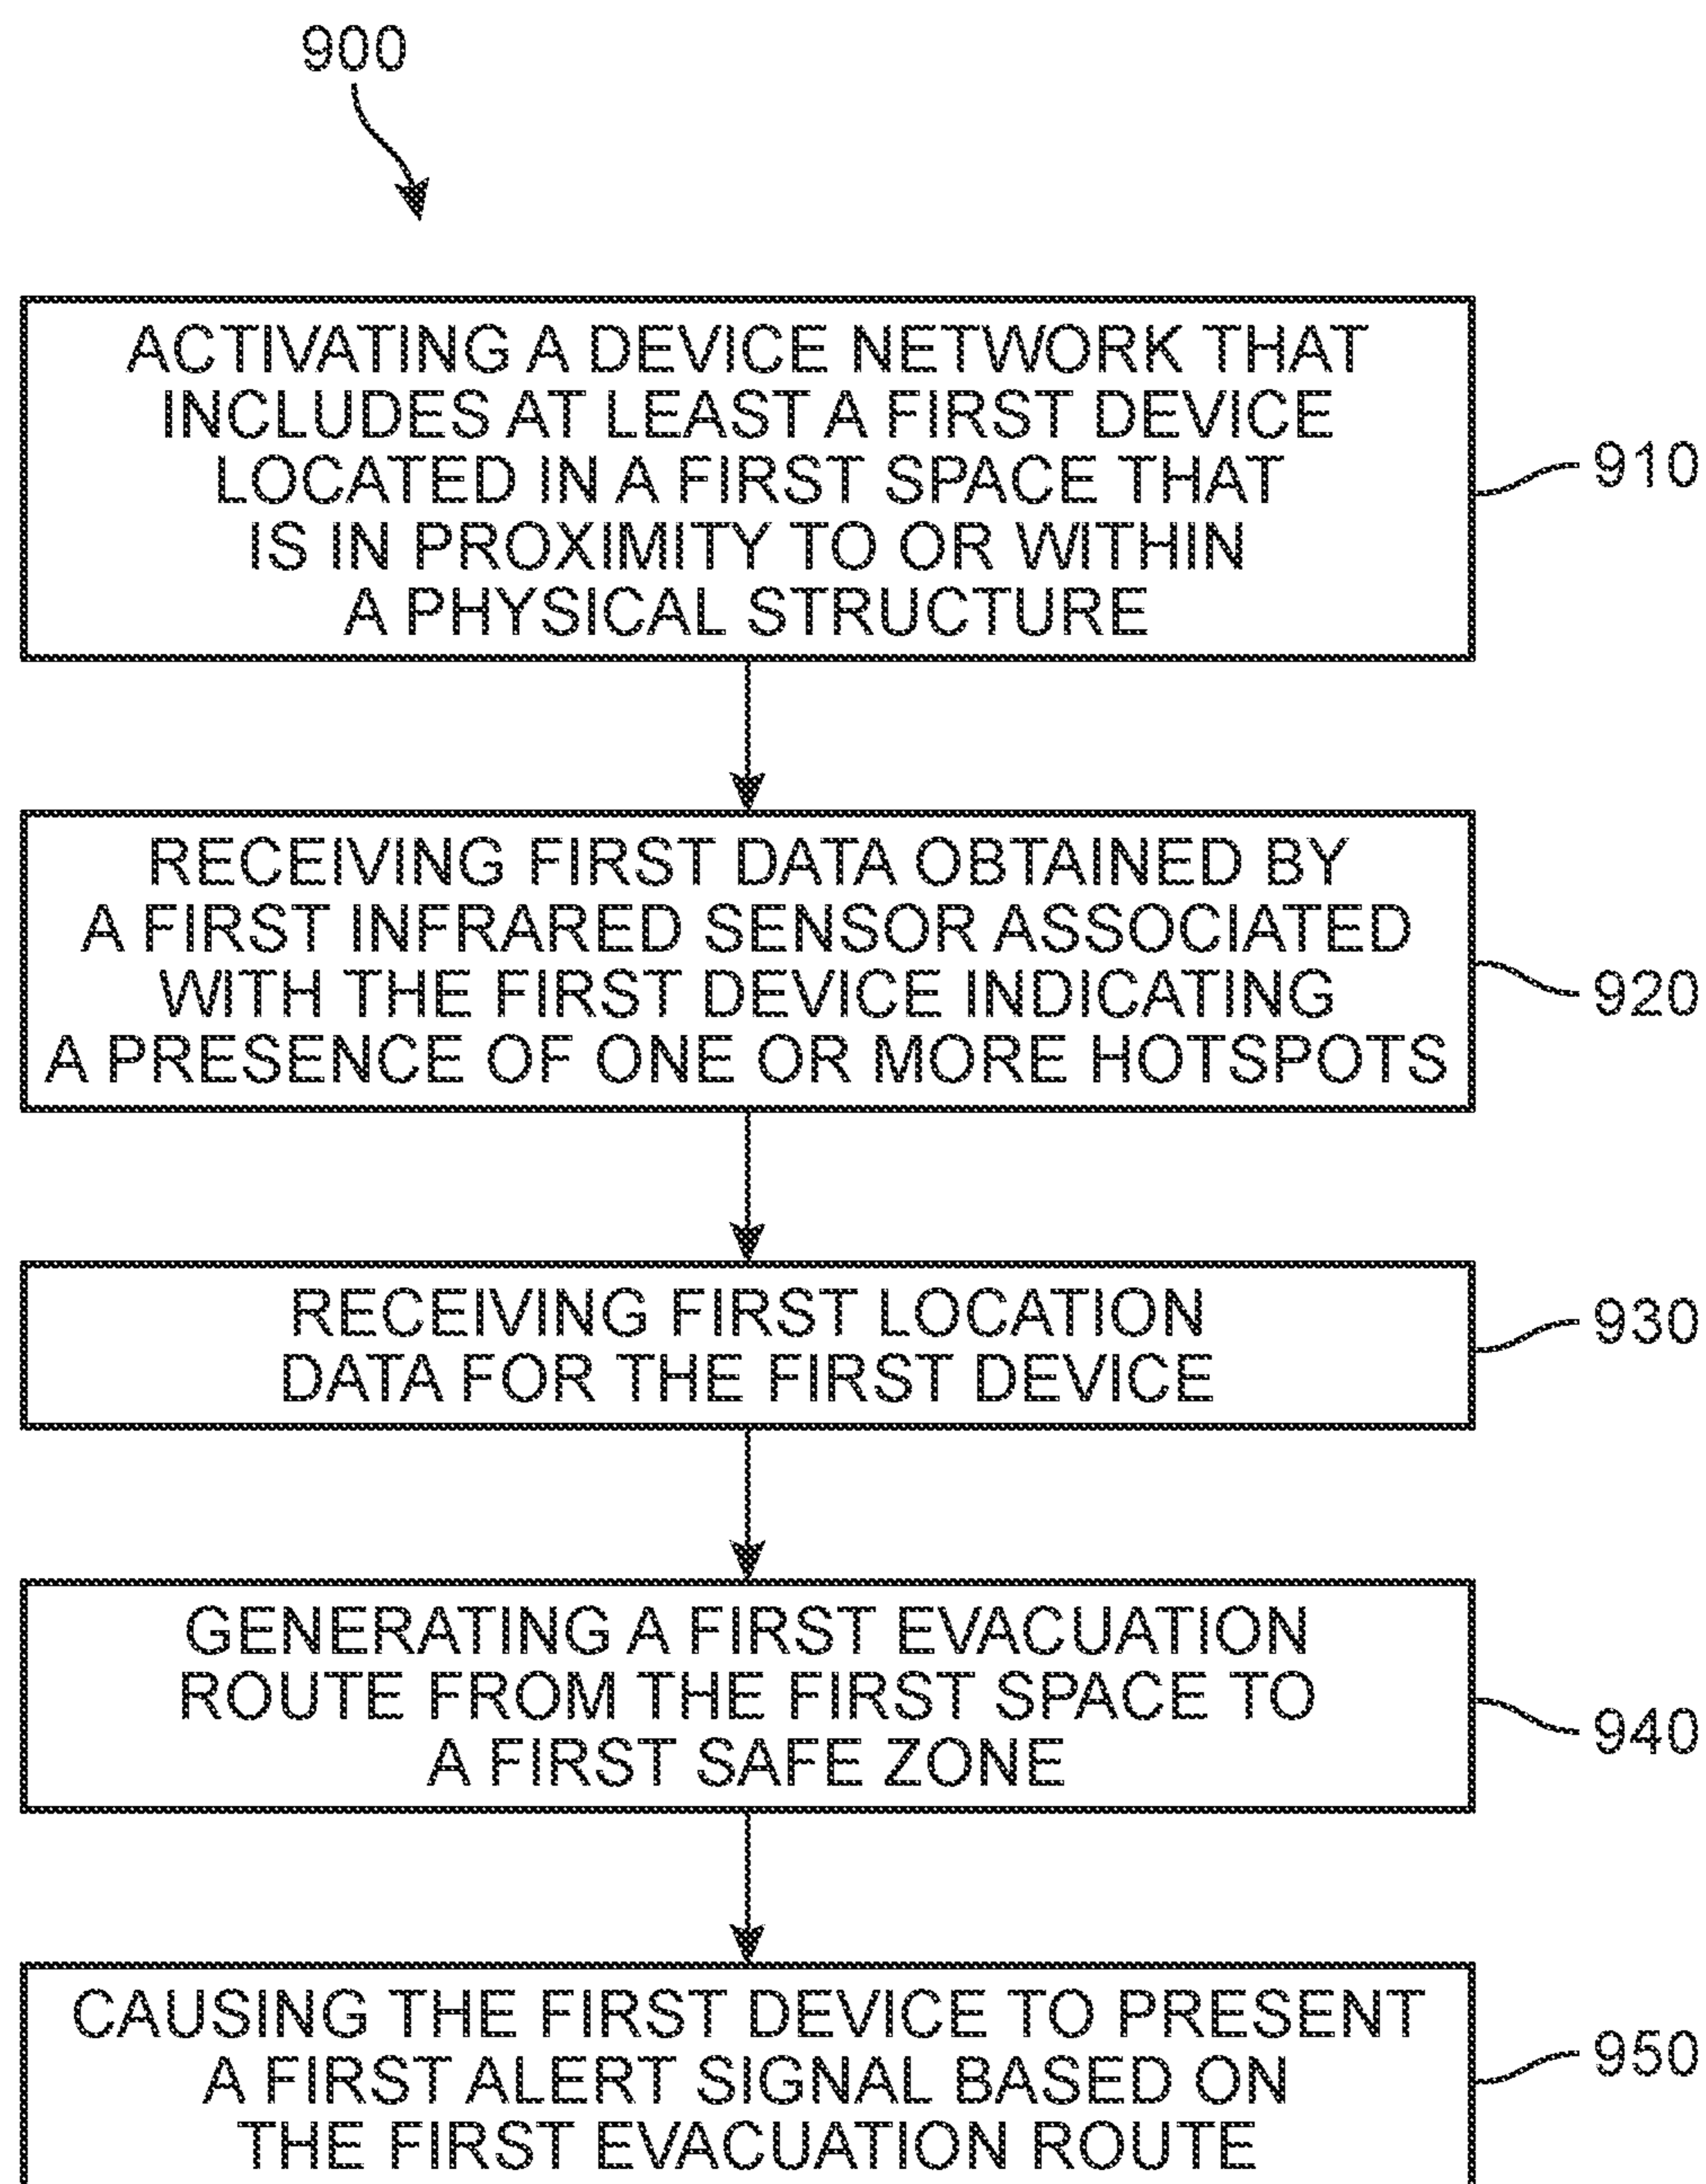 900
ACTIVATING A DEVICE NETWORK THAT
INCLUDES AT LEAST A FIRST DEVICE
LOCATED IN A FIRST SPACE THAT
IS IN PROXIMITY TO OR WITHIN
A PHYSICAL STRUCTURE
910
RECEIVING FIRST DATA OBTAINED BY
A FIRST INFRARED SENSOR ASSOCIATED
WITH THE FIRST DEVICE INDICATING
A PRESENCE OF ONE OR MORE HOTSPOTS
920
RECEIVING FIRST LOCATION
DATA FOR THE FIRST DEVICE
930
GENERATING A FIRST EVACUATION
ROUTE FROM THE FIRST SPACE TO
A FIRST SAFE ZONE
940
CAUSING THE FIRST DEVICE TO PRESENT
A FIRST ALERT SIGNAL BASED ON
THE FIRST EVACUATION ROUTE
950